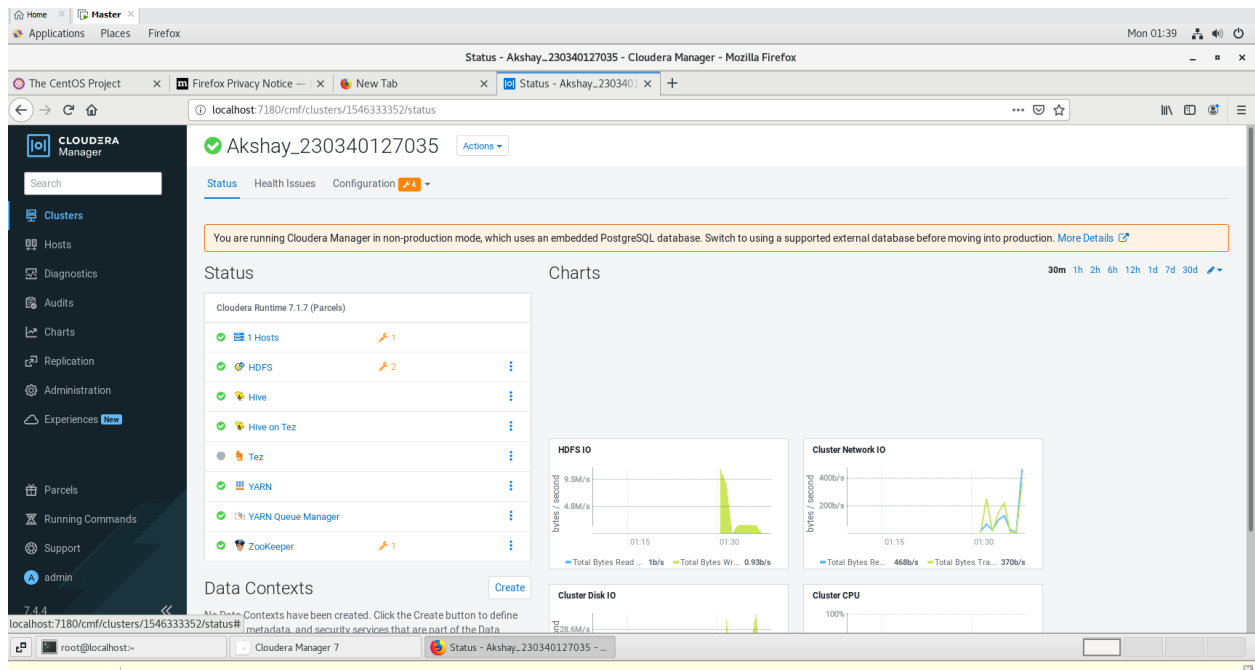 Home
Master
Applications Places Firefox
Mon 01:39
Status - Akshay_230340127035 - Cloudera Manager - Mozilla Firefox
The CentOS Project
Firefox Privacy Notice —
New Tab
Status - Akshay_230340
localhost:7180/cmf/clusters/1546333352/status
CLOUDERA
Manager
Search
Clusters
Hosts
Diagnostics
Audits
Charts
Replication
Administration
Experiences New
Parcels
Running Commands
Support
A admin
7.4.4
localhost:7180/cmf/clusters/1546333352/status#
Akshay_230340127035 Actions
Status Health Issues Configuration 4
You are running Cloudera Manager in non-production mode, which uses an embedded PostgreSQL database. Switch to using a supported external database before moving into production. More Details
Status
Cloudera Runtime 7.1.7 (Parcels)
1 Hosts 1
HDFS 2
Hive
Hive on Tez
Tez
YARN
YARN Queue Manager
ZooKeeper 1
Data Contexts Create
No Data Contexts have been created. Click the Create button to define
metadata, and security services that are part of the Data
Charts
30m 1h 2h 6h 12h 1d 7d 30d
HDFS IO
bytes / second
9.5M/s
4.8M/s
01:15 01:30
Total Bytes Read ... 1b/s Total Bytes Wr... 0.93b/s
Cluster Network IO
bytes / second
400b/s
200b/s
01:15 01:30
Total Bytes Re... 468b/s Total Bytes Tra... 370b/s
Cluster Disk IO
28.6M/s
Cluster CPU
100%
root@localhost:~
Cloudera Manager 7
Status - Akshay_230340127035 - ...